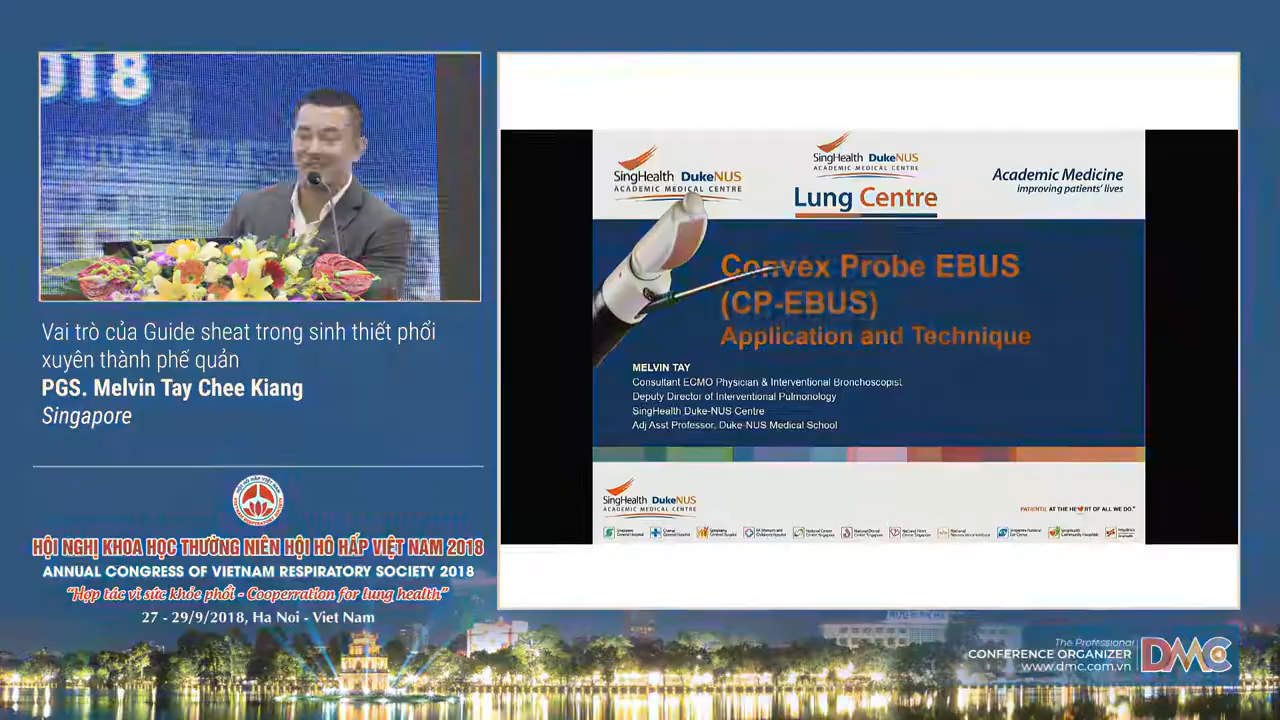 018
Vai trò của Guide sheat trong sinh thiết phổi
xuyên thành phế quản
PGS. Melvin Tay Chee Kiang
Singapore
HỘI NGHỊ KHOA HỌC THƯỜNG NIÊN HỘI HÔ HẤP VIỆT NAM 2018
ANNUAL CONGRESS OF VIETNAM RESPIRATORY SOCIETY 2018
“Hợp tác vì sức khỏe phổi - Cooperration for lung health”
27 - 29/9/2018, Ha Noi - Viet Nam
SingHealth DukeNUS
ACADEMIC MEDICAL CENTRE
SingHealth DukeNUS
ACADEMIC MEDICAL CENTRE
Lung Centre
Academic Medicine
improving patients' lives
Convex Probe EBUS
(CP-EBUS)
Application and Technique
MELVIN TAY
Consultant ECMO Physician & Interventional Bronchoscopist
Deputy Director of Interventional Pulmonology
SingHealth Duke-NUS Centre
Adj Asst Professor, Duke-NUS Medical School
SingHealth DukeNUS
ACADEMIC MEDICAL CENTRE
PATIENTS. AT THE HEART OF ALL WE DO.
The Professional
CONFERENCE ORGANIZER
www.dmc.com.vn
DMC